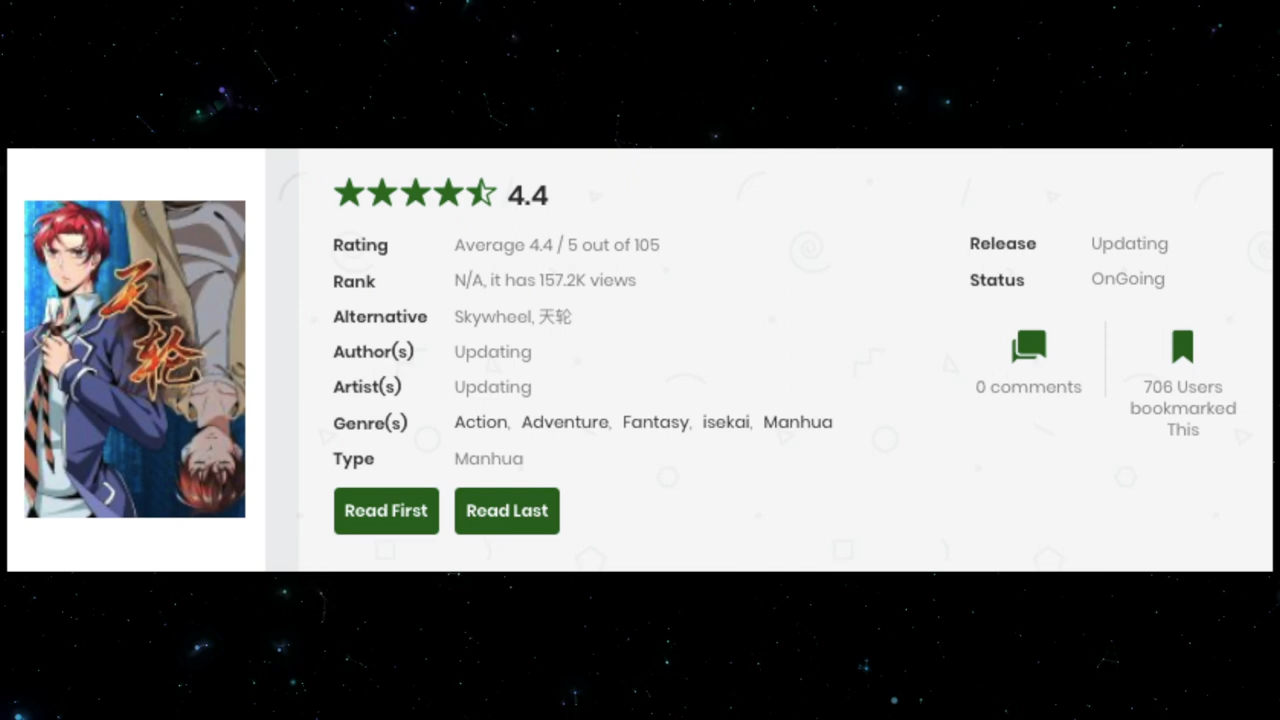 天
轮
4.4
Rating Average 4.4 / 5 out of 105
Rank N/A, it has 157.2K views
Alternative Skywheel, 天轮
Author(s) Updating
Artist(s) Updating
Genre(s) Action, Adventure, Fantasy, isekai, Manhua
Type Manhua
Read First Read Last
Release Updating
Status OnGoing
0 comments
706 Users
bookmarked
This